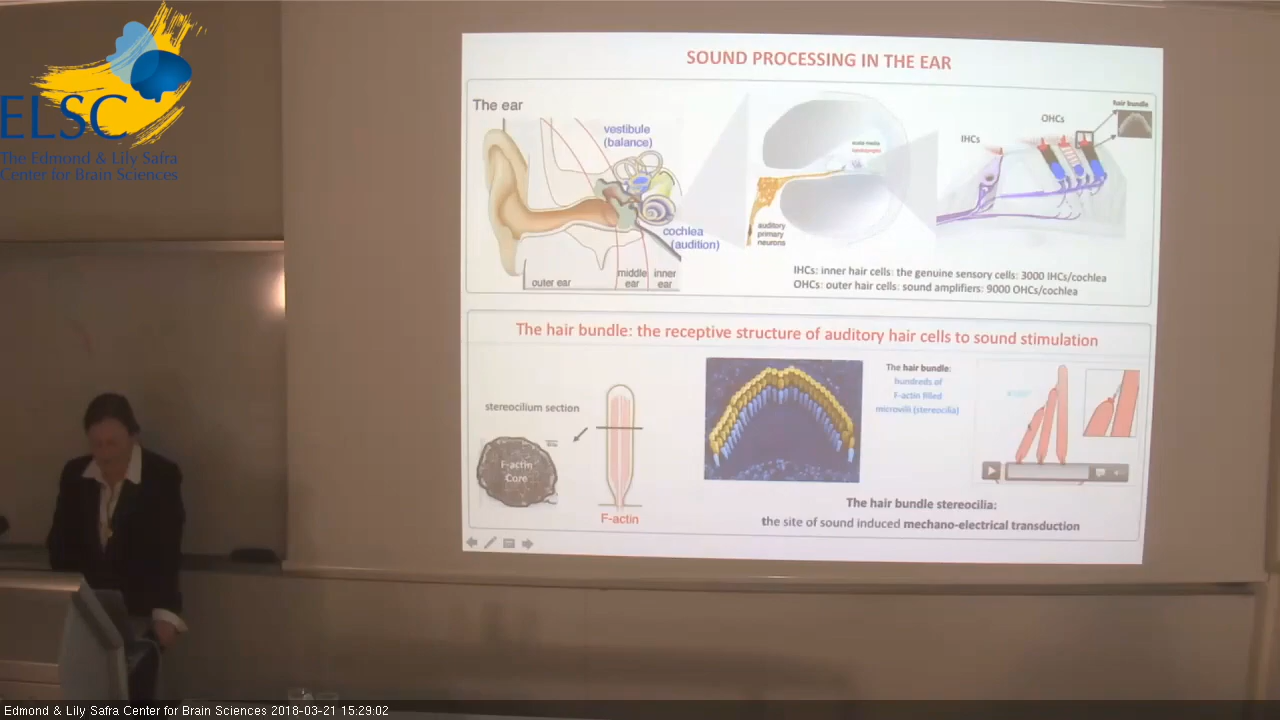 ELSC
The Edmond & Lily Safra
Center for Brain Sciences
SOUND PROCESSING IN THE EAR
The ear
vestibule
(balance)
cochlea
(audition)
outer ear
middle
ear
inner
ear
scala media
auditory
primary
neurons
IHCs
OHCs
hair bundle
IHCs: inner hair cells: the genuine sensory cells: 3000 IHCs/cochlea
OHCs: outer hair cells: sound amplifiers: 9000 OHCs/cochlea
The hair bundle: the receptive structure of auditory hair cells to sound stimulation
stereocilium section
F-actin
Core
F-actin
The hair bundle:
hundreds of
F-actin filled
microvilli (stereocilia)
The hair bundle stereocilia:
the site of sound induced mechano-electrical transduction
Edmond & Lily Safra Center for Brain Sciences 2018-03-21 15:29:02